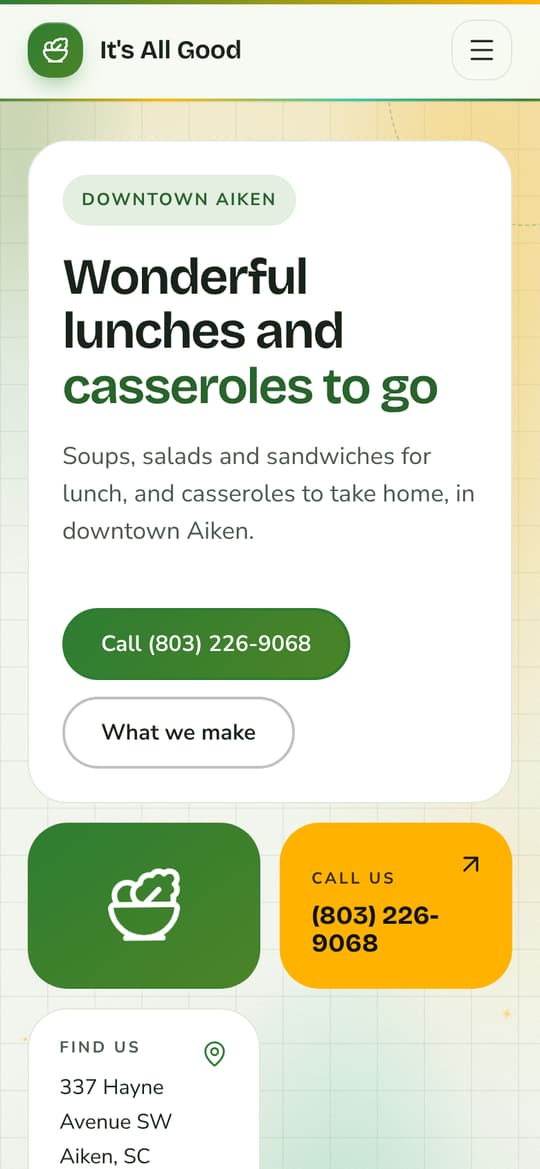 It's All Good
DOWNTOWN AIKEN
Wonderful
lunches and
casseroles to go
Soups, salads and sandwiches for
lunch, and casseroles to take home, in
downtown Aiken.
Call (803) 226-9068
What we make
CALL US
(803) 226-
9068
FIND US
337 Hayne
Avenue SW
Aiken, SC